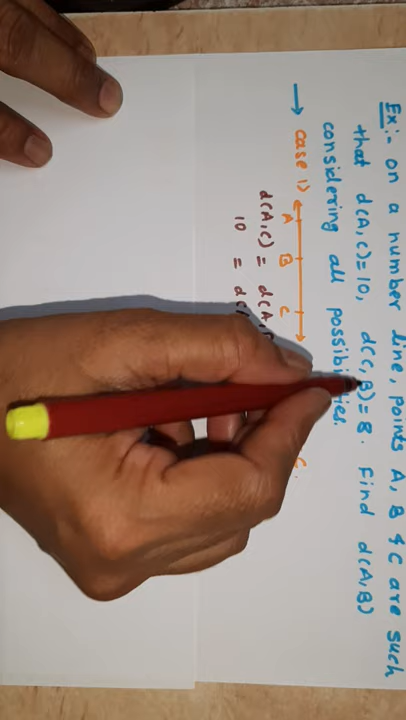 Ex:- on a number line, points A, B & C are such
that d(A,C)=10, d(C,B)=8. Find d(A,B)
considering all possibilities.
→ case 1)
A B C
d(A,C) = d(A,
10 = d(
C.